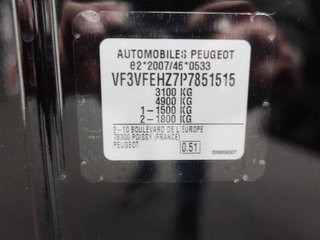 AUTOMOBILES PEUGEOT
e2*2007/46*0533
VF3VFEHZ7P7851515
3100 KG
4900 KG
1-1500 KG
2-1800 KG
2-10 BOULEVARD DE L'EUROPE
78300 POISSY (FRANCE)
PEUGEOT
0.51